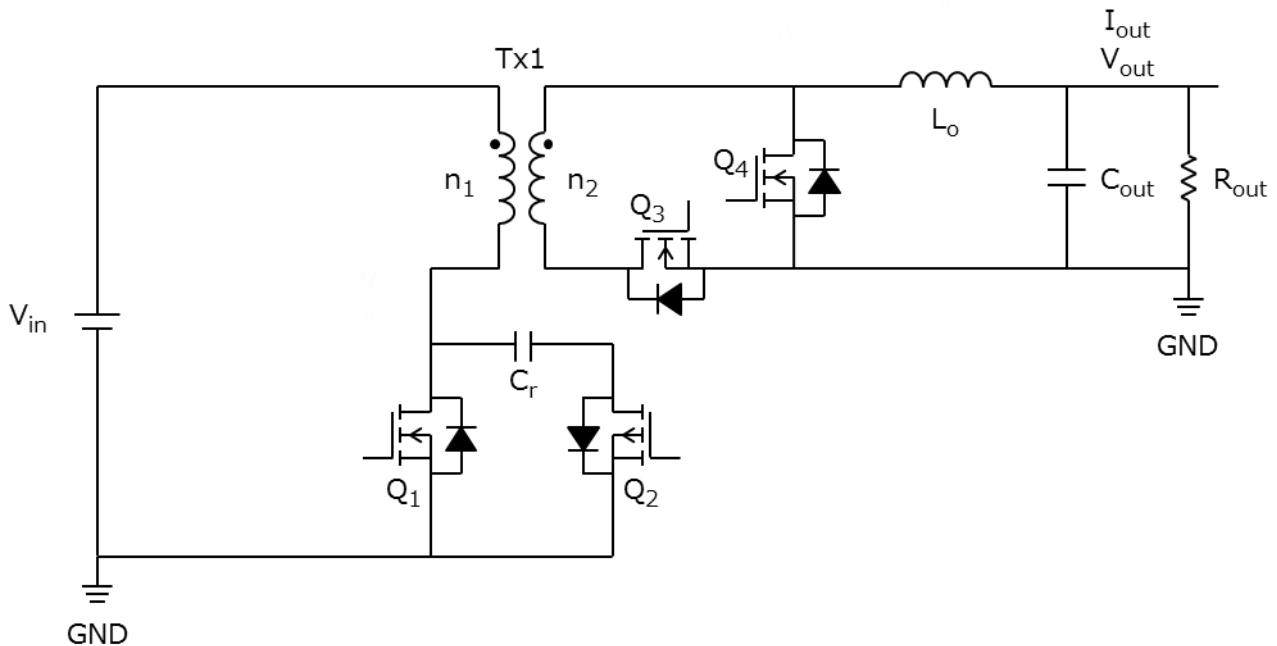 I_out
V_out
Tx1
L_o
Q_4
n_1
n_2
C_out
R_out
Q_3
V_in
GND
C_r
Q_1
Q_2
GND